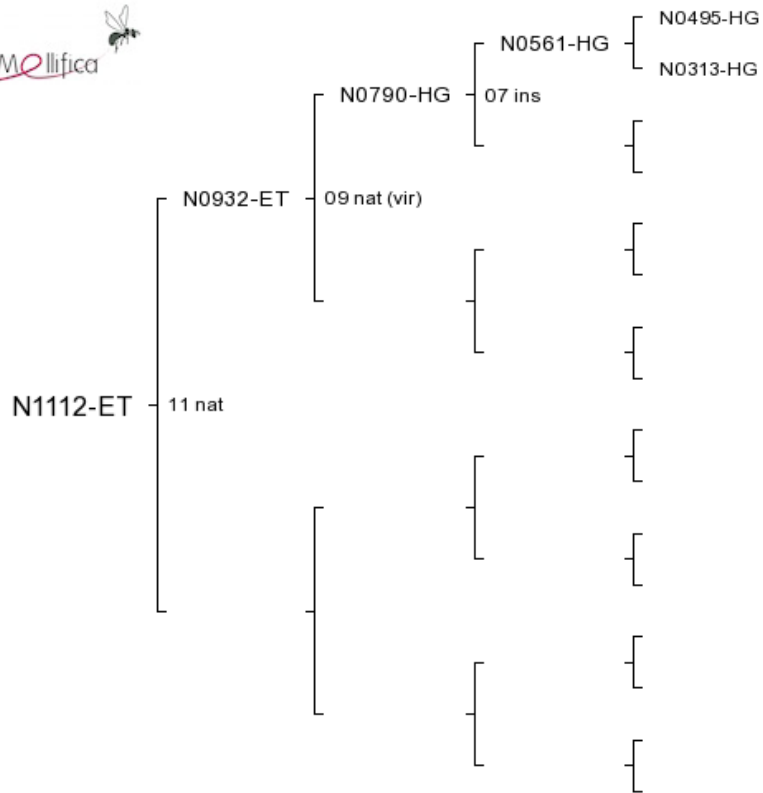 Mellifica
N0495-HG
N0561-HG
N0313-HG
N0790-HG
07 ins
N0932-ET
09 nat (vir)
N1112-ET
11 nat